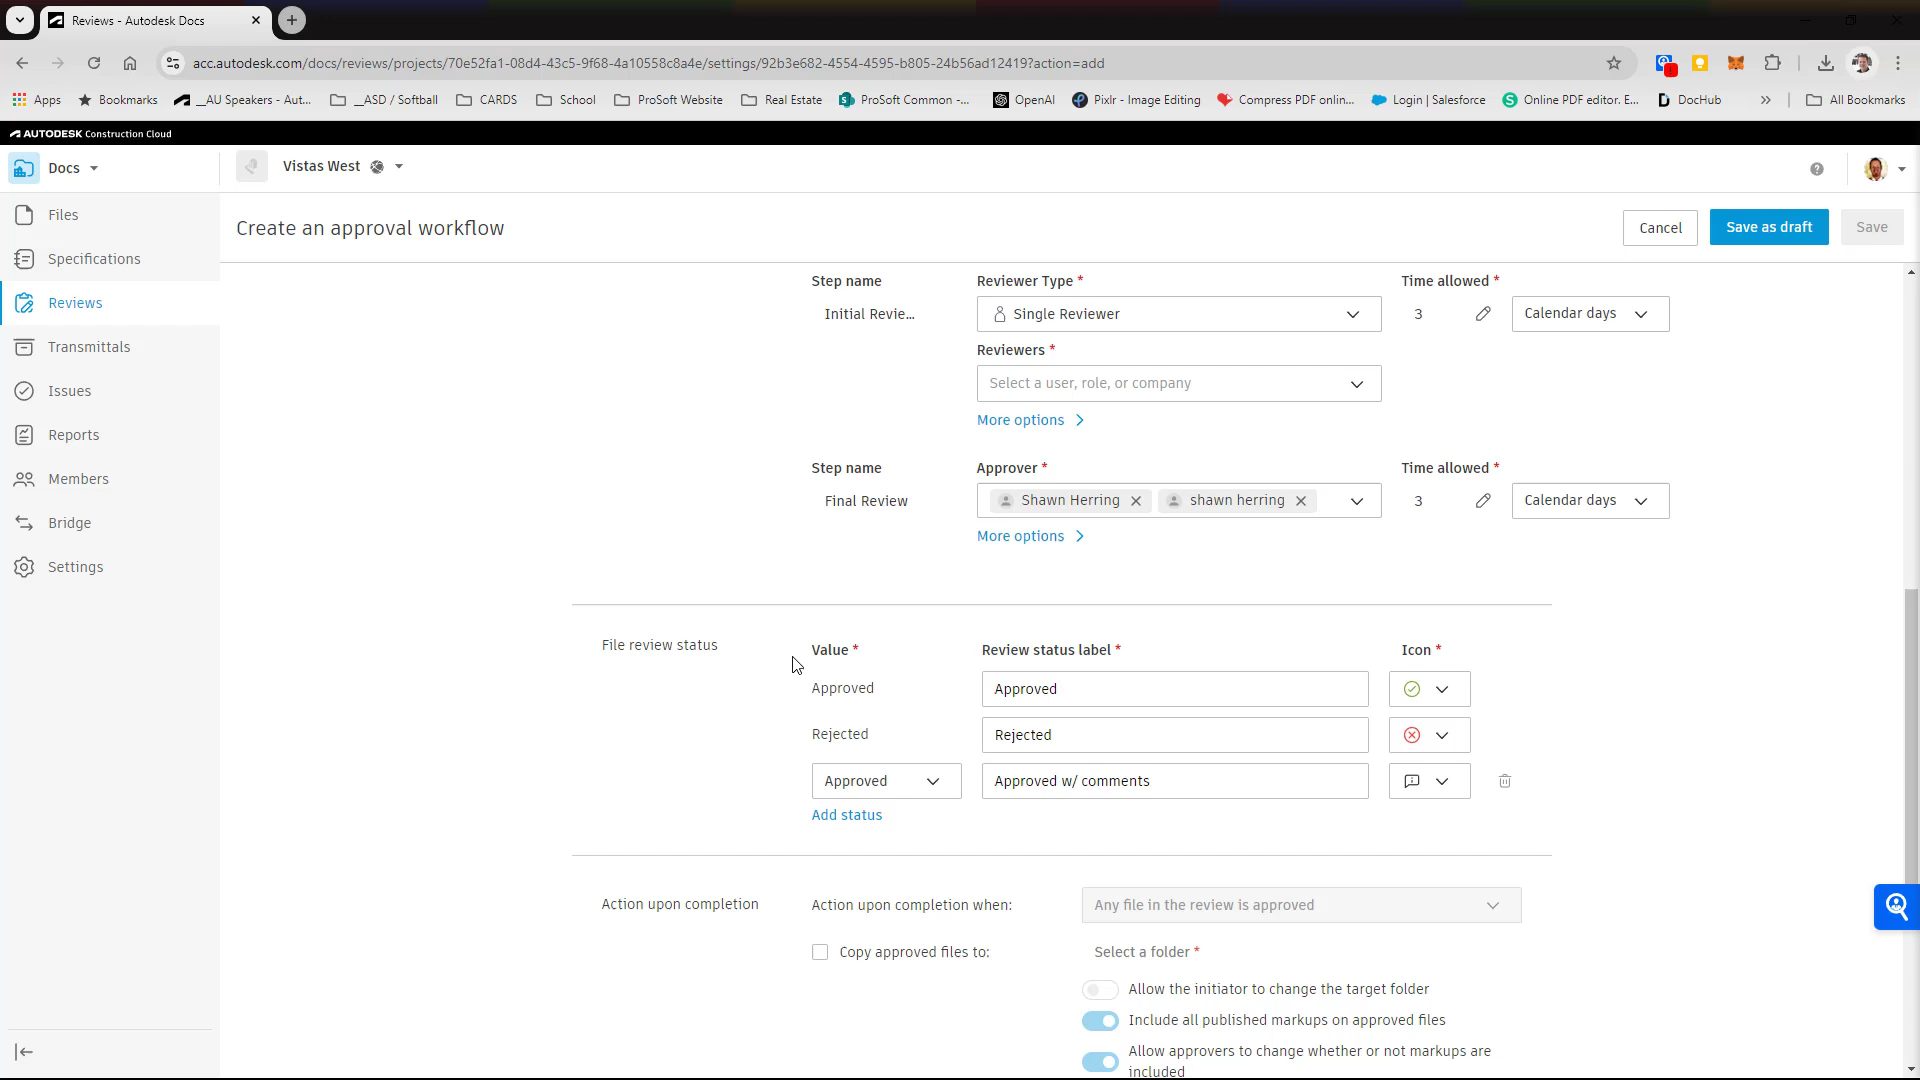 Reviews - Autodesk Docs
acc.autodesk.com/docs/reviews/projects/70e52fa1-08d4-43c5-9f68-4a10558c8a4e/settings/92b3e682-4554-4595-b805-24b56ad12419?action=add
Apps Bookmarks __AU Speakers - Aut... __ASD / Softball CARDS School ProSoft Website Real Estate ProSoft Common -... OpenAI Pixlr - Image Editing Compress PDF onlin... Login | Salesforce Online PDF editor. E... DocHub » All Bookmarks
AUTODESK Construction Cloud
Docs Vistas West
Files
Specifications
Reviews
Transmittals
Issues
Reports
Members
Bridge
Settings
Create an approval workflow Cancel Save as draft Save
Step name Reviewer Type * Time allowed *
Initial Revie... Single Reviewer 3 Calendar days
Reviewers *
Select a user, role, or company
More options
Step name Approver * Time allowed *
Final Review Shawn Herring shawn herring 3 Calendar days
More options
File review status Value * Review status label * Icon *
Approved Approved
Rejected Rejected
Approved Approved w/ comments
Add status
Action upon completion Action upon completion when: Any file in the review is approved
Copy approved files to: Select a folder *
Allow the initiator to change the target folder
Include all published markups on approved files
Allow approvers to change whether or not markups are
included